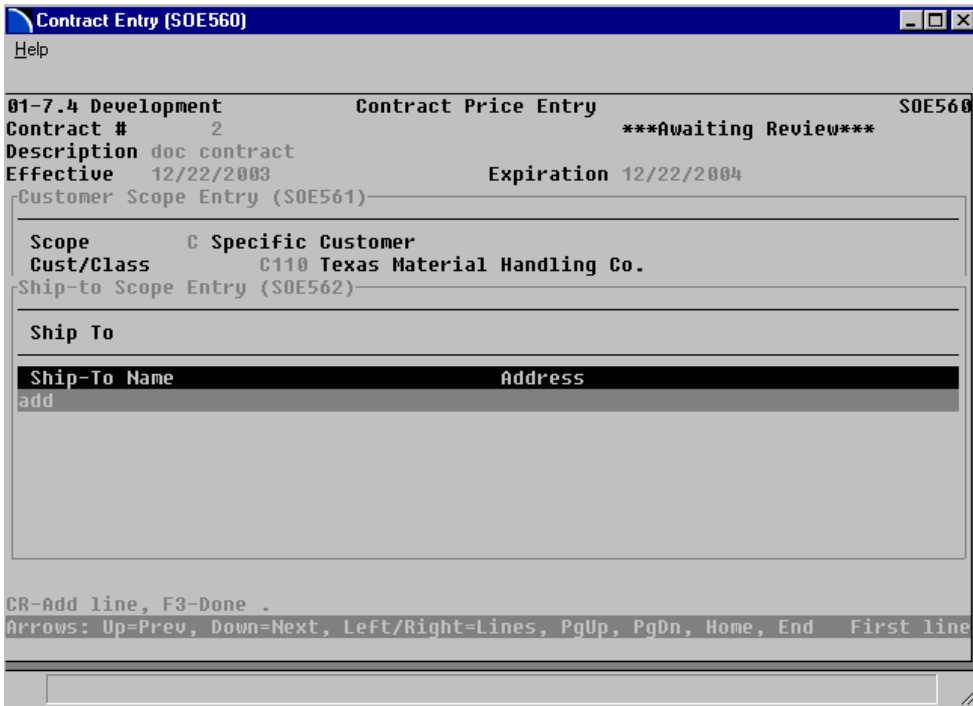 Contract Entry (SOE560)
Help
01-7.4 Development Contract Price Entry SOE560
Contract # 2 ***Awaiting Review***
Description doc contract
Effective 12/22/2003 Expiration 12/22/2004
Customer Scope Entry (SOE561)
Scope C Specific Customer
Cust/Class C110 Texas Material Handling Co.
Ship-to Scope Entry (SOE562)
Ship To
Ship-To Name Address
add
CR-Add line, F3-Done .
Arrows: Up=Prev, Down=Next, Left/Right=Lines, PgUp, PgDn, Home, End First line